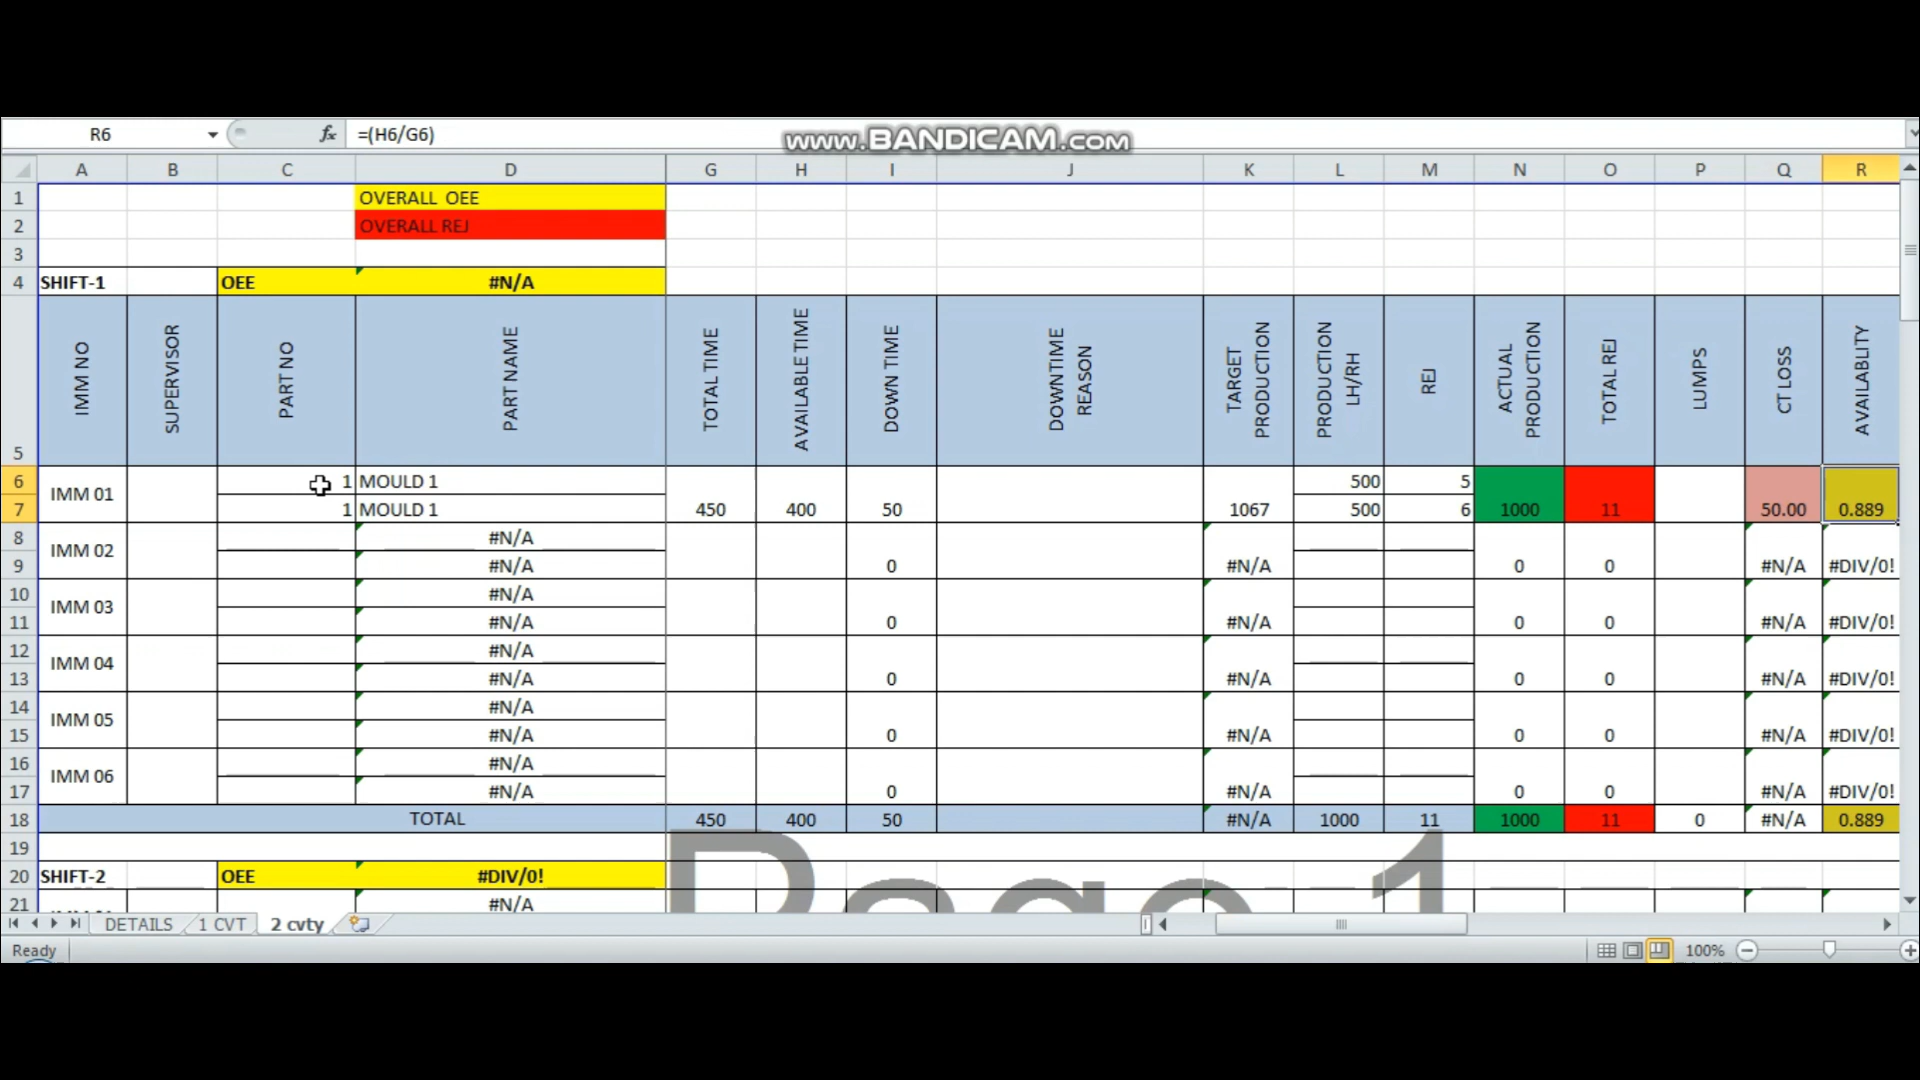 R6 fx =(H6/G6)
www.BANDICAM.com
A B C D G H I J K L M N O P Q R
1 OVERALL OEE
2 OVERALL REJ
3
4 SHIFT-1 OEE #N/A
5 IMM NO SUPERVISOR PART NO PART NAME TOTAL TIME AVAILABLE TIME DOWN TIME DOWNTIME REASON TARGET PRODUCTION PRODUCTION LH/RH REJ ACTUAL PRODUCTION TOTAL REJ LUMPS CT LOSS AVAILABLITY
6 IMM 01 1 MOULD 1 500 5
7 1 MOULD 1 450 400 50 1067 500 6 1000 11 50.00 0.889
8 IMM 02 #N/A
9 #N/A 0 #N/A 0 0 #N/A #DIV/0!
10 IMM 03 #N/A
11 #N/A 0 #N/A 0 0 #N/A #DIV/0!
12 IMM 04 #N/A
13 #N/A 0 #N/A 0 0 #N/A #DIV/0!
14 IMM 05 #N/A
15 #N/A 0 #N/A 0 0 #N/A #DIV/0!
16 IMM 06 #N/A
17 #N/A 0 #N/A 0 0 #N/A #DIV/0!
18 TOTAL 450 400 50 #N/A 1000 11 1000 11 0 #N/A 0.889
19
20 SHIFT-2 OEE #DIV/0!
21 #N/A
Page 1
DETAILS 1 CVT 2 cvty
Ready 100%